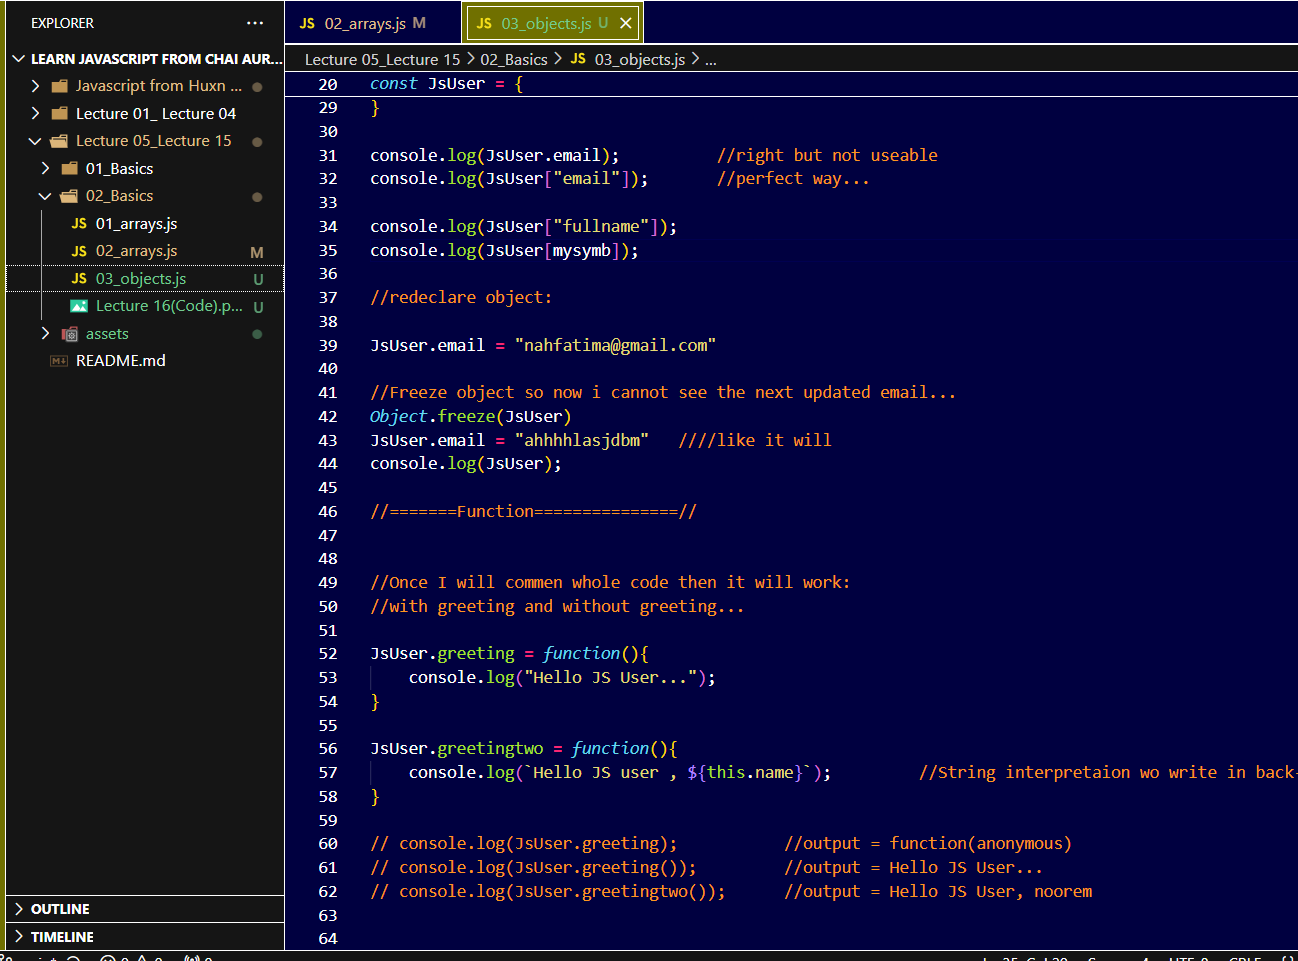 EXPLORER ...
LEARN JAVASCRIPT FROM CHAI AUR...
Javascript from Huxn ...
Lecture 01_ Lecture 04
Lecture 05_Lecture 15
01_Basics
02_Basics
JS 01_arrays.js
JS 02_arrays.js M
JS 03_objects.js U
Lecture 16(Code).p... U
assets
README.md
OUTLINE
TIMELINE
JS 02_arrays.js M
JS 03_objects.js U
Lecture 05_Lecture 15 > 02_Basics > JS 03_objects.js > ...
20 const JsUser = {
29 }
30
31 console.log(JsUser.email); //right but not useable
32 console.log(JsUser["email"]); //perfect way...
33
34 console.log(JsUser["fullname"]);
35 console.log(JsUser[mysymb]);
36
37 //redeclare object:
38
39 JsUser.email = "nahfatima@gmail.com"
40
41 //Freeze object so now i cannot see the next updated email...
42 Object.freeze(JsUser)
43 JsUser.email = "ahhhhlasjdbm" ////like it will
44 console.log(JsUser);
45
46 //=======Function===============//
47
48
49 //Once I will commen whole code then it will work:
50 //with greeting and without greeting...
51
52 JsUser.greeting = function(){
53 console.log("Hello JS User...");
54 }
55
56 JsUser.greetingtwo = function(){
57 console.log(`Hello JS user , ${this.name}`); //String interpretaion wo write in back-
58 }
59
60 // console.log(JsUser.greeting); //output = function(anonymous)
61 // console.log(JsUser.greeting()); //output = Hello JS User...
62 // console.log(JsUser.greetingtwo()); //output = Hello JS User, noorem
63
64